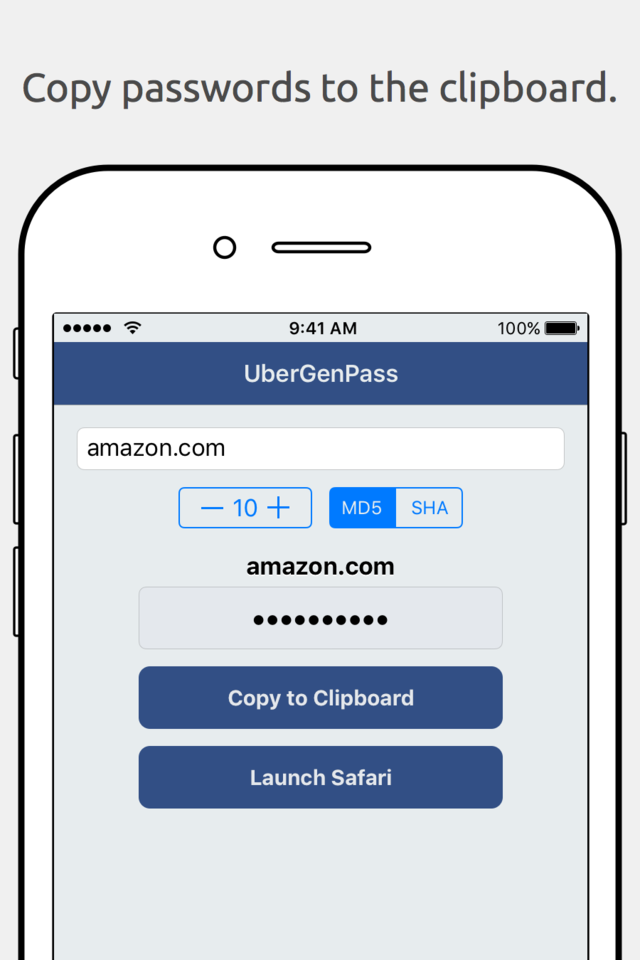 Copy passwords to the clipboard.
9:41 AM 100%
UberGenPass
amazon.com
— 10 + MD5 SHA
amazon.com
••••••••••
Copy to Clipboard
Launch Safari